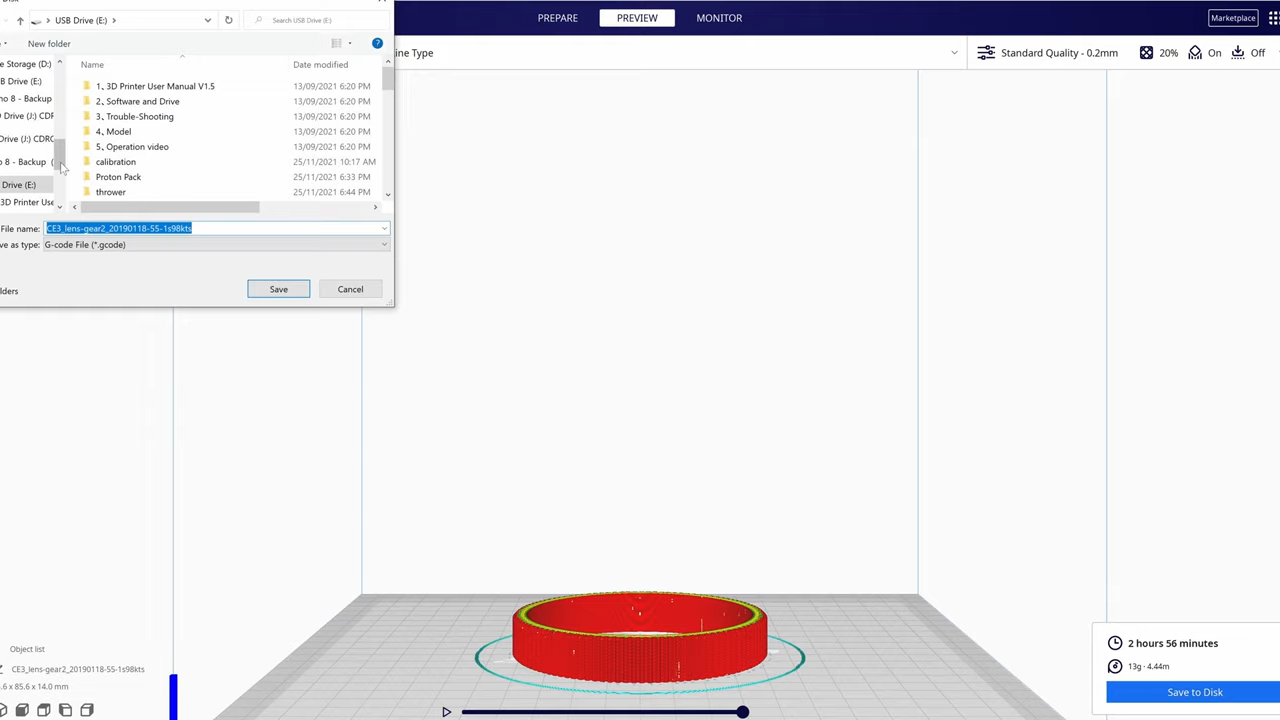 USB Drive (E:)
Search USB Drive (E:)
PREPARE
PREVIEW
MONITOR
Marketplace
New folder
ine Type
Standard Quality - 0.2mm
20%
On
Off
e Storage (D:)
Name
Date modified
B Drive (E:)
1、3D Printer User Manual V1.5
13/09/2021 6:20 PM
no 8 - Backup
2、Software and Drive
13/09/2021 6:20 PM
Drive (I:) CDR
3、Trouble-Shooting
13/09/2021 6:20 PM
4、Model
13/09/2021 6:20 PM
Drive (J:) CDRC
5、Operation video
13/09/2021 6:20 PM
o 8 - Backup (
calibration
25/11/2021 10:17 AM
Drive (E:)
Proton Pack
25/11/2021 6:33 PM
thrower
25/11/2021 6:44 PM
3D Printer Use
File name:
CE3_lens-gear2_20190118-55-1s98kts
ve as type:
G-code File (*.gcode)
lders
Save
Cancel
Object list
CE3_lens-gear2_20190118-55-1s98kts
.6 x 85.6 x 14.0 mm
2 hours 56 minutes
13g · 4.44m
Save to Disk